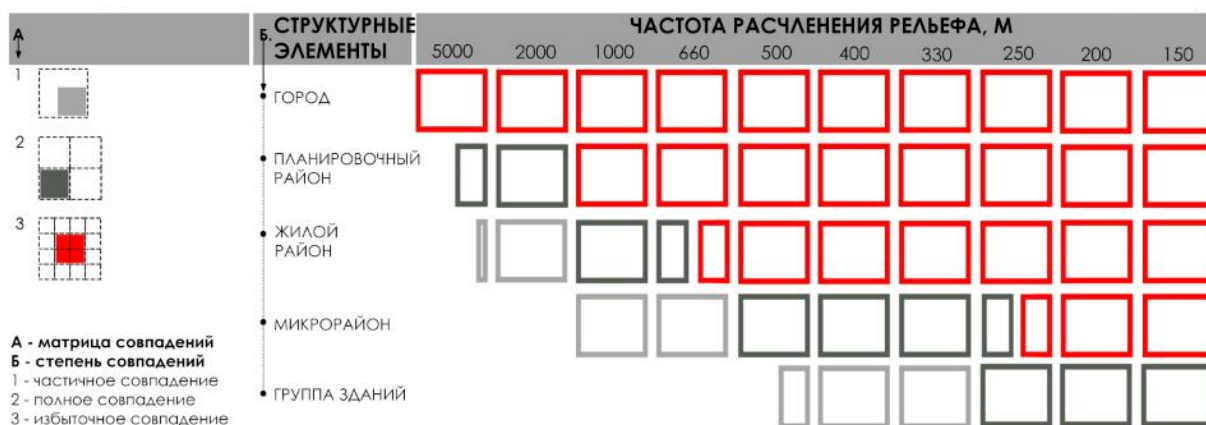 А
Б. СТРУКТУРНЫЕ
ЭЛЕМЕНТЫ
ЧАСТОТА РАСЧЛЕНЕНИЯ РЕЛЬЕФА, М
5000 2000 1000 660 500 400 330 250 200 150
1
ГОРОД
2
ПЛАНИРОВОЧНЫЙ
РАЙОН
3
ЖИЛОЙ
РАЙОН
МИКРОРАЙОН
ГРУППА ЗДАНИЙ
А - матрица совпадений
Б - степень совпадений
1 - частичное совпадение
2 - полное совпадение
3 - избыточное совпадение